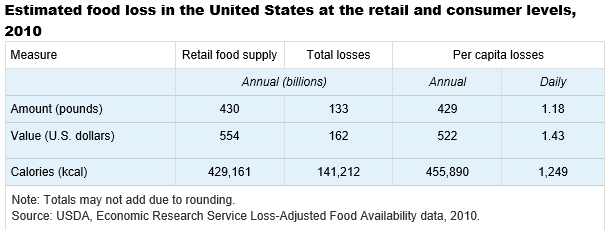 Estimated food loss in the United States at the retail and consumer levels,
2010
Measure Retail food supply Total losses Per capita losses
Annual (billions) Annual Daily
Amount (pounds) 430 133 429 1.18
Value (U.S. dollars) 554 162 522 1.43
Calories (kcal) 429,161 141,212 455,890 1,249
Note: Totals may not add due to rounding.
Source: USDA, Economic Research Service Loss-Adjusted Food Availability data, 2010.